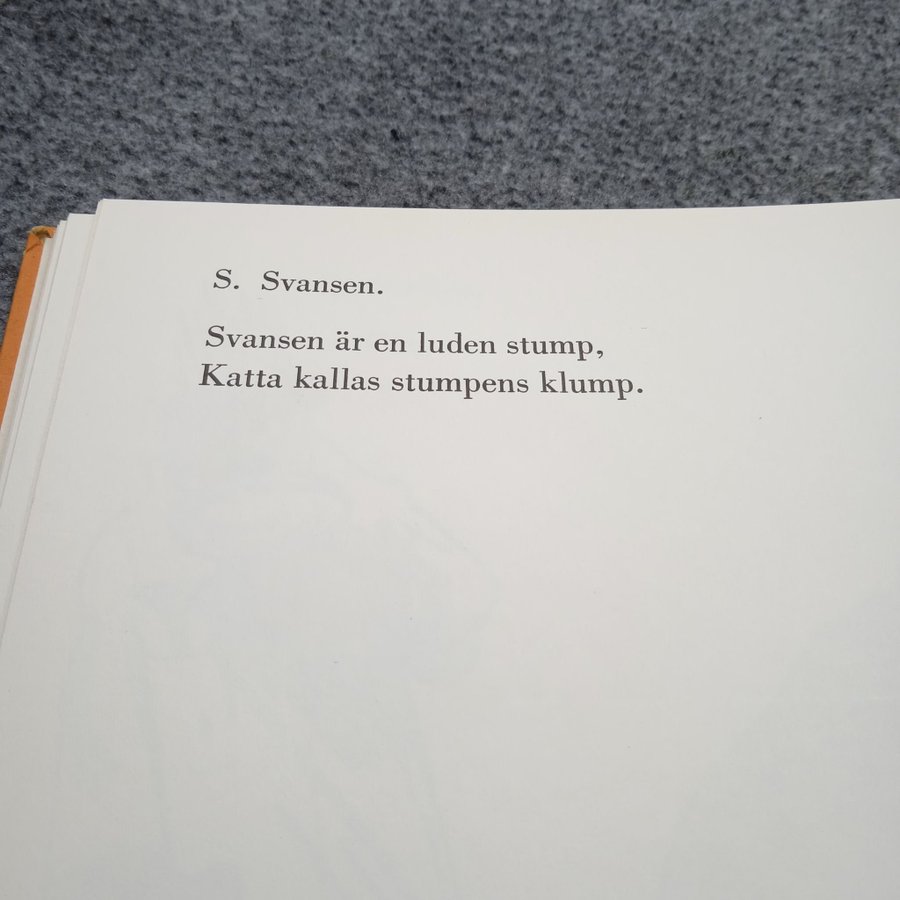 S. Svansen.
Svansen är en luden stump,
Katta kallas stumpens klump.